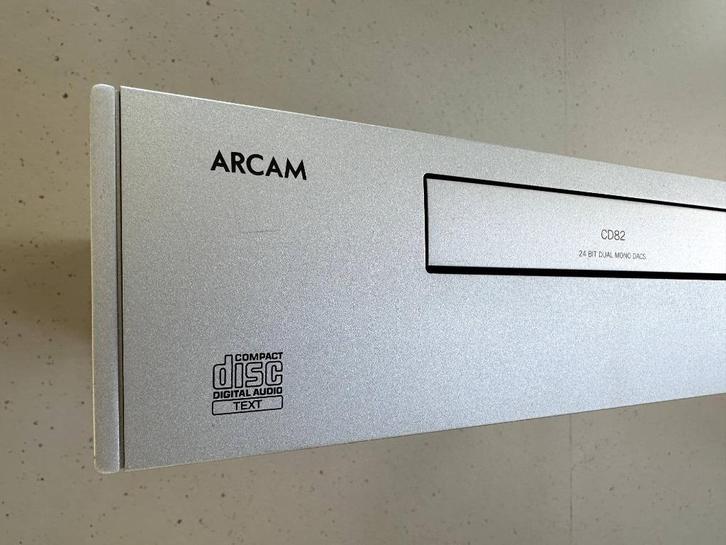 ARCAM
CD82
24 BIT DUAL MONO DACS
COMPACT
disc
DIGITAL AUDIO
TEXT